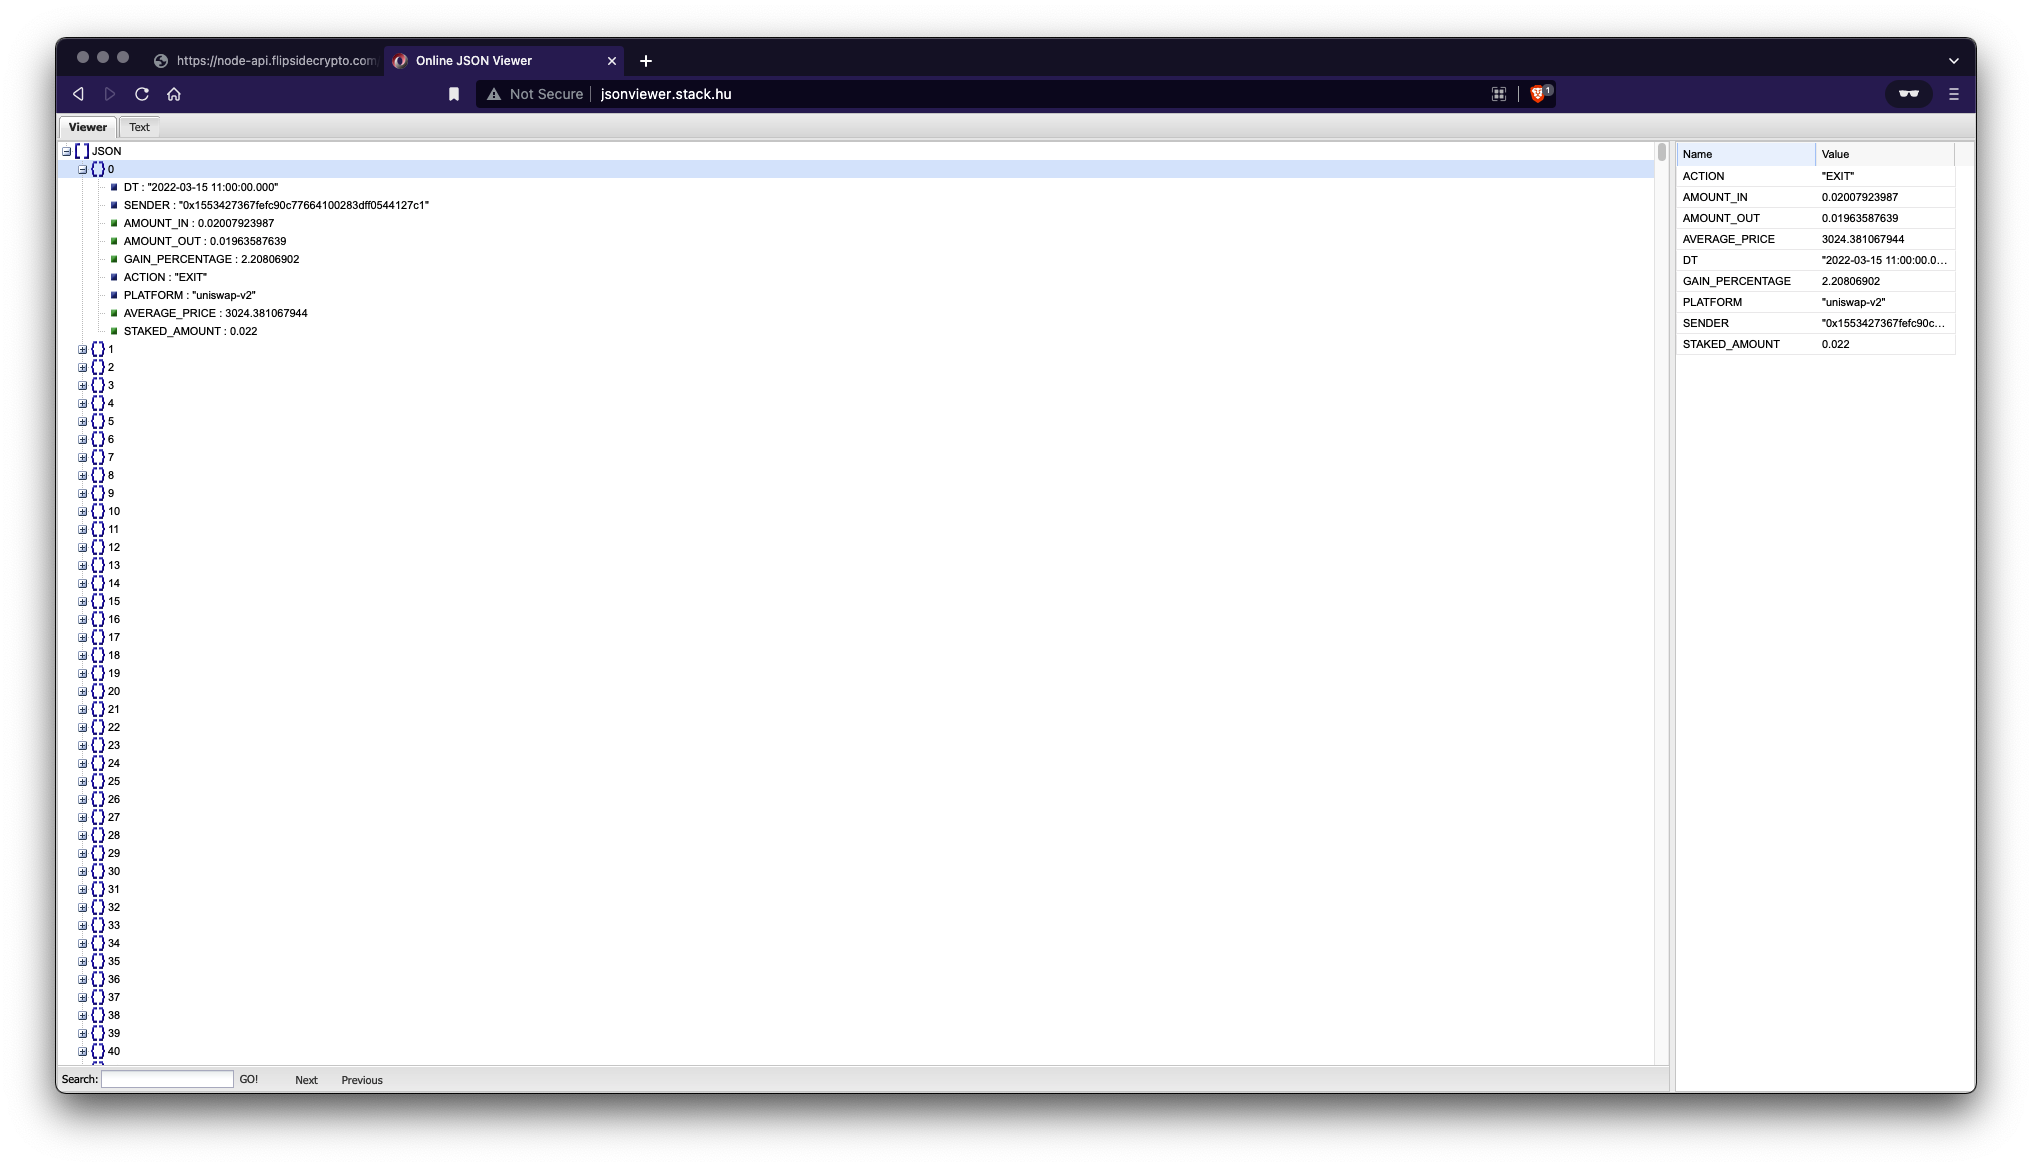 https://node-api.flipsidecrypto.com/
Online JSON Viewer
Not Secure
jsonviewer.stack.hu
1
Viewer
Text
JSON
0
DT : "2022-03-15 11:00:00.000"
SENDER : "0x1553427367fefc90c77664100283dff0544127c1"
AMOUNT_IN : 0.02007923987
AMOUNT_OUT : 0.01963587639
GAIN_PERCENTAGE : 2.20806902
ACTION : "EXIT"
PLATFORM : "uniswap-v2"
AVERAGE_PRICE : 3024.381067944
STAKED_AMOUNT : 0.022
1
2
3
4
5
6
7
8
9
10
11
12
13
14
15
16
17
18
19
20
21
22
23
24
25
26
27
28
29
30
31
32
33
34
35
36
37
38
39
40
Search:
GO!
Next
Previous
Name Value
ACTION "EXIT"
AMOUNT_IN 0.02007923987
AMOUNT_OUT 0.01963587639
AVERAGE_PRICE 3024.381067944
DT "2022-03-15 11:00:00.0...
GAIN_PERCENTAGE 2.20806902
PLATFORM "uniswap-v2"
SENDER "0x1553427367fefc90c...
STAKED_AMOUNT 0.022